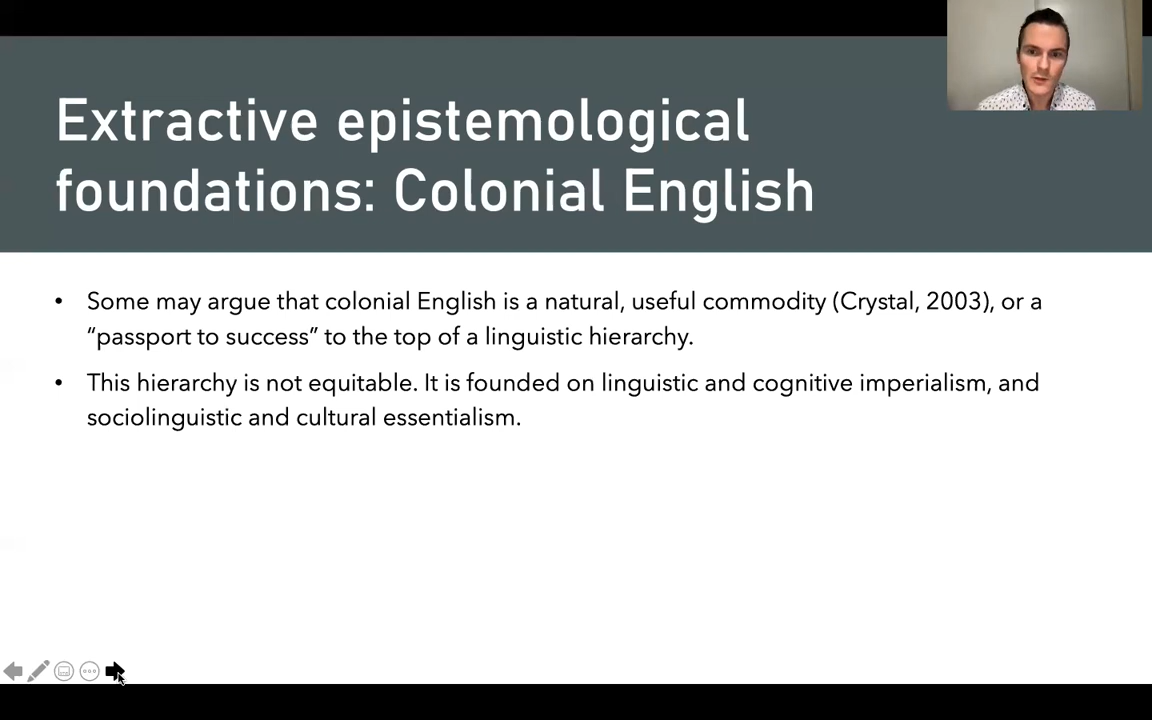 Extractive epistemological
foundations: Colonial English
• Some may argue that colonial English is a natural, useful commodity (Crystal, 2003), or a
“passport to success” to the top of a linguistic hierarchy.
• This hierarchy is not equitable. It is founded on linguistic and cognitive imperialism, and
sociolinguistic and cultural essentialism.